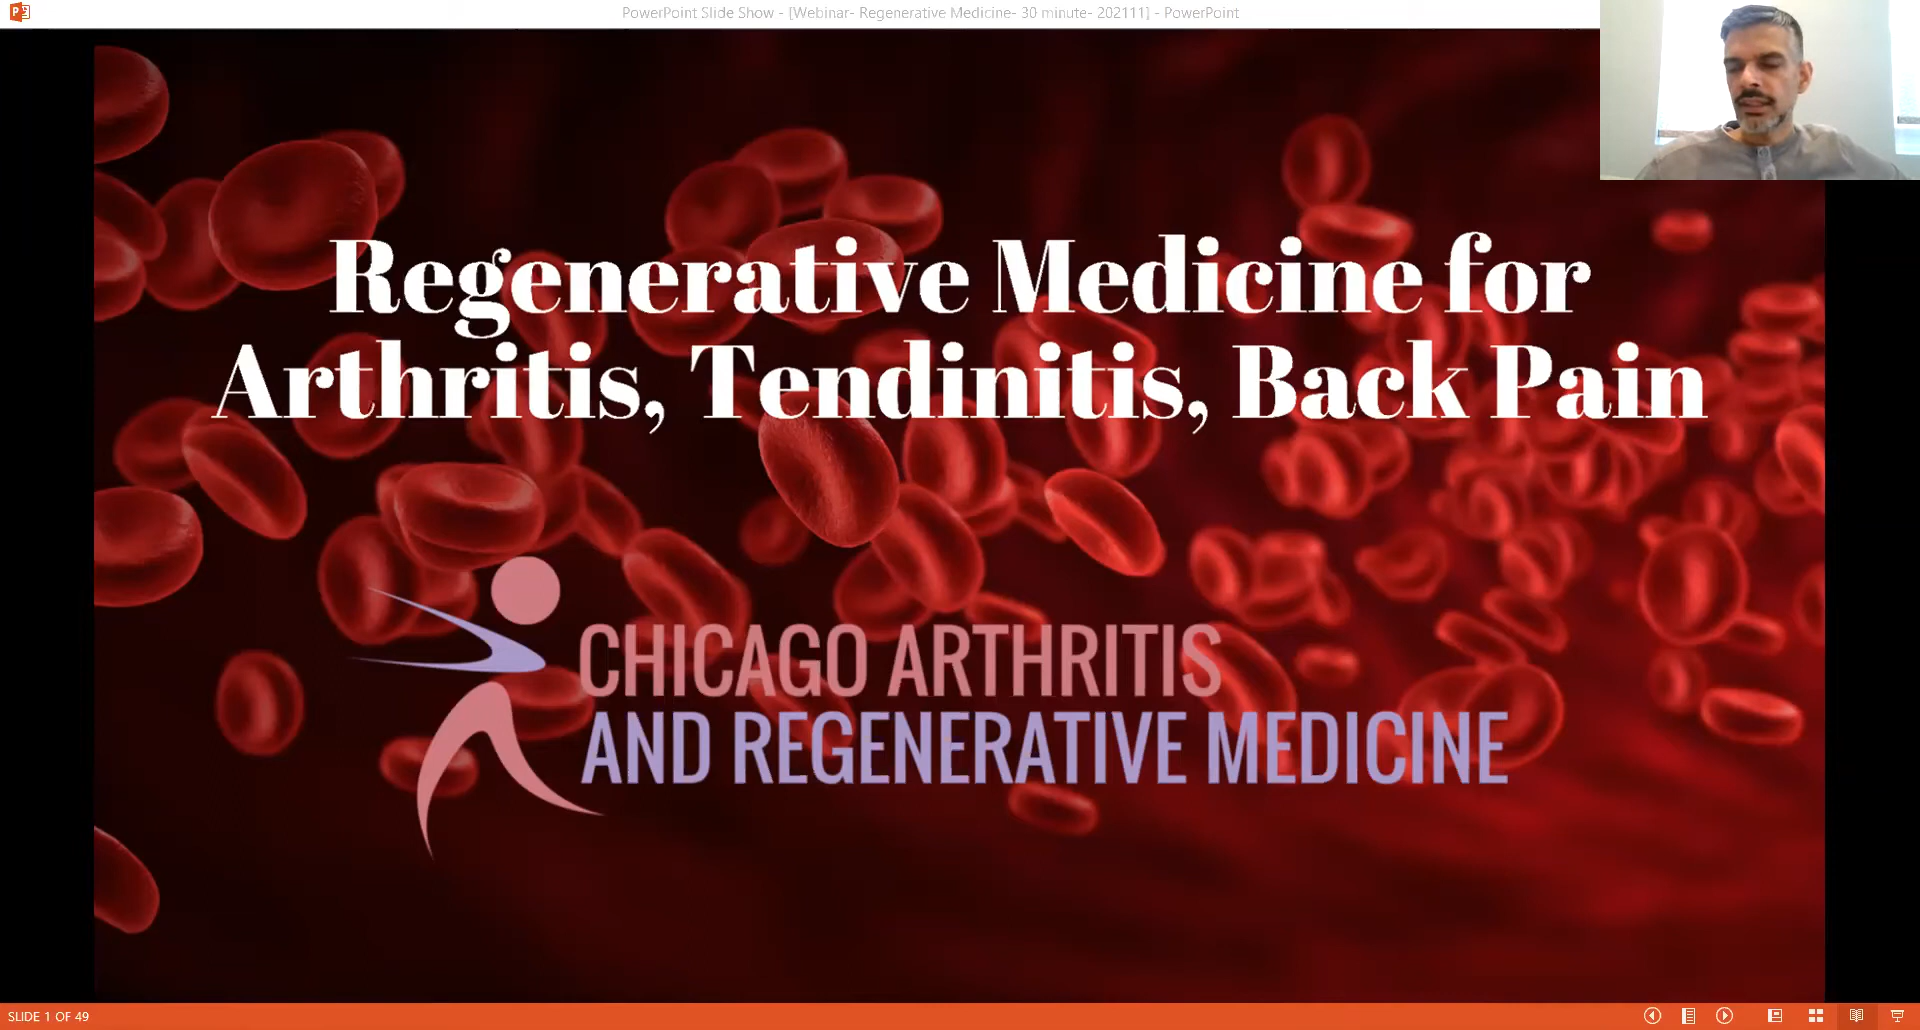 PowerPoint Slide Show - [Webinar- Regenerative Medicine- 30 minute- 202111] - PowerPoint
Regenerative Medicine for
Arthritis, Tendinitis, Back Pain
CHICAGO ARTHRITIS
AND REGENERATIVE MEDICINE
SLIDE 1 OF 49